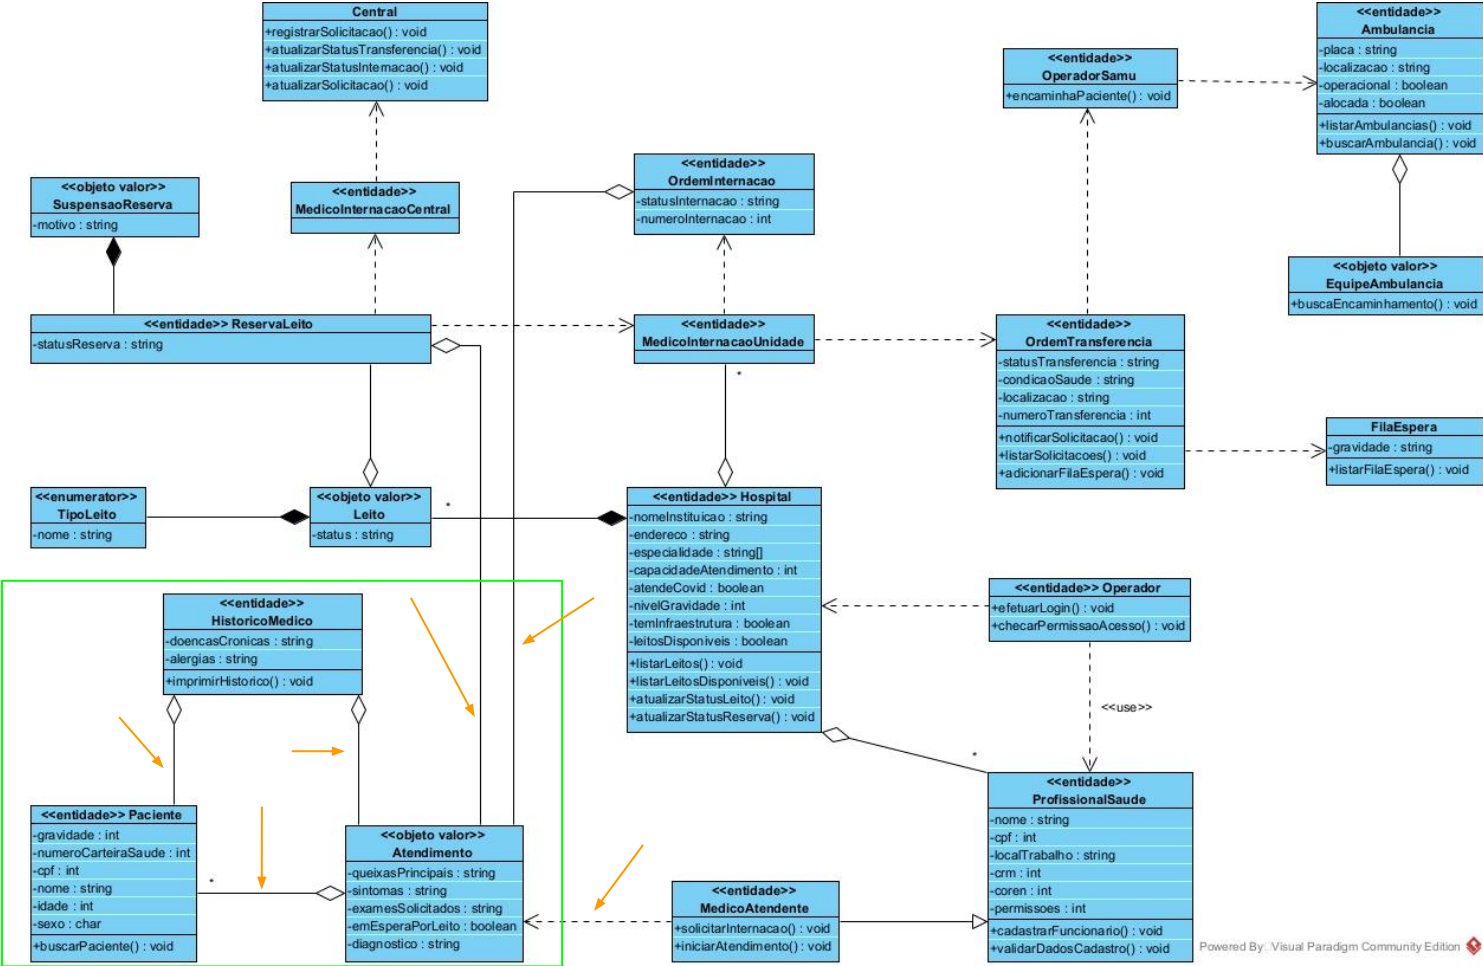 Central
+registrarSolicitacao() : void
+atualizarStatusTransferencia() : void
+atualizarStatusInternacao() : void
+atualizarSolicitacao() : void
<<entidade>>
Ambulancia
-placa : string
-localizacao : string
-operacional : boolean
-alocada : boolean
+listarAmbulancias() : void
+buscarAmbulancia() : void
<<entidade>>
OperadorSamu
+encaminhaPaciente() : void
<<entidade>>
OrdemInternacao
-statusInternacao : string
-numeroInternacao : int
<<objeto valor>>
SuspensaoReserva
-motivo : string
<<entidade>>
MedicoInternacaoCentral
<<objeto valor>>
EquipeAmbulancia
+buscaEncaminhamento() : void
<<entidade>> ReservaLeito
-statusReserva : string
<<entidade>>
MedicoInternacaoUnidade
*
<<entidade>>
OrdemTransferencia
-statusTransferencia : string
-condicaoSaude : string
-localizacao : string
-numeroTransferencia : int
+notificarSolicitacao() : void
+listarSolicitacoes() : void
+adicionarFilaEspera() : void
FilaEspera
-gravidade : string
+listarFilaEspera() : void
<<enumerator>>
TipoLeito
-nome : string
<<objeto valor>>
Leito
-status : string
*
<<entidade>> Hospital
-nomeInstituicao : string
-endereco : string
-especialidade : string[]
-capacidadeAtendimento : int
-atendeCovid : boolean
-nivelGravidade : int
-temInfraestrutura : boolean
-leitosDisponiveis : boolean
+listarLeitos() : void
+listarLeitosDisponiveis() : void
+atualizarStatusLeito() : void
+atualizarStatusReserva() : void
<<entidade>> Operador
+efetuarLogin() : void
+checarPermissaoAcesso() : void
<<use>>
*
<<entidade>>
HistoricoMedico
-doencasCronicas : string
-alergias : string
+imprimirHistorico() : void
<<entidade>> Paciente
-gravidade : int
-numeroCarteiraSaude : int
-cpf : int
-nome : string
-idade : int
-sexo : char
+buscarPaciente() : void
*
<<objeto valor>>
Atendimento
-queixasPrincipais : string
-sintomas : string
-examesSolicitados : string
-emEsperaPorLeito : boolean
-diagnostico : string
<<entidade>>
MedicoAtendente
+solicitarInternacao() : void
+iniciarAtendimento() : void
<<entidade>>
ProfissionalSaude
-nome : string
-cpf : int
-localTrabalho : string
-crm : int
-coren : int
-permissoes : int
+cadastrarFuncionario() : void
+validarDadosCadastro() : void
Powered By Visual Paradigm Community Edition